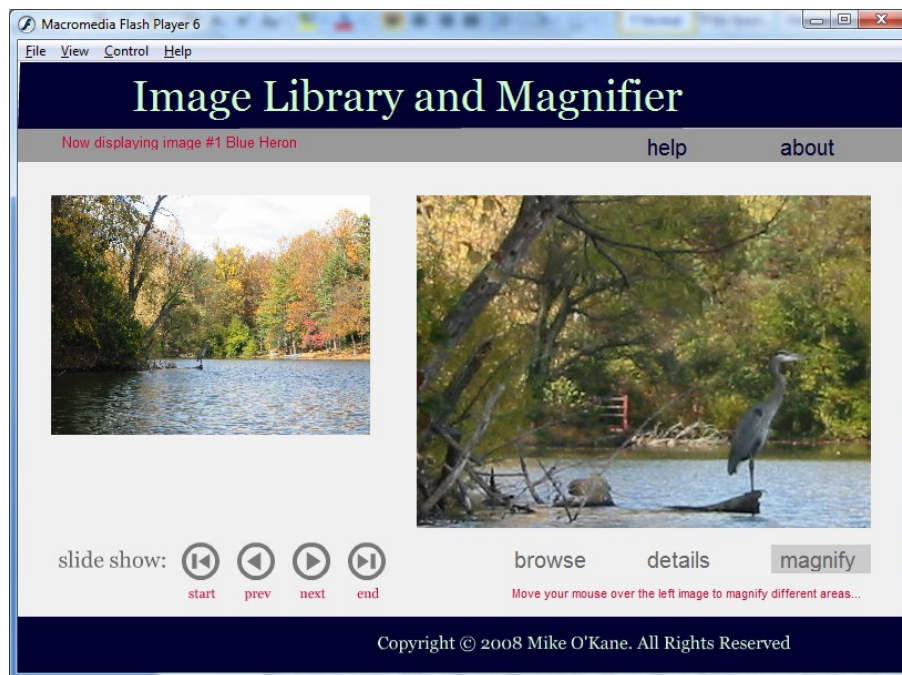 Macromedia Flash Player 6
File View Control Help
Image Library and Magnifier
Now displaying image #1 Blue Heron
help about
slide show:
start prev next end
browse details magnify
Move your mouse over the left image to magnify different areas...
Copyright © 2008 Mike O'Kane. All Rights Reserved